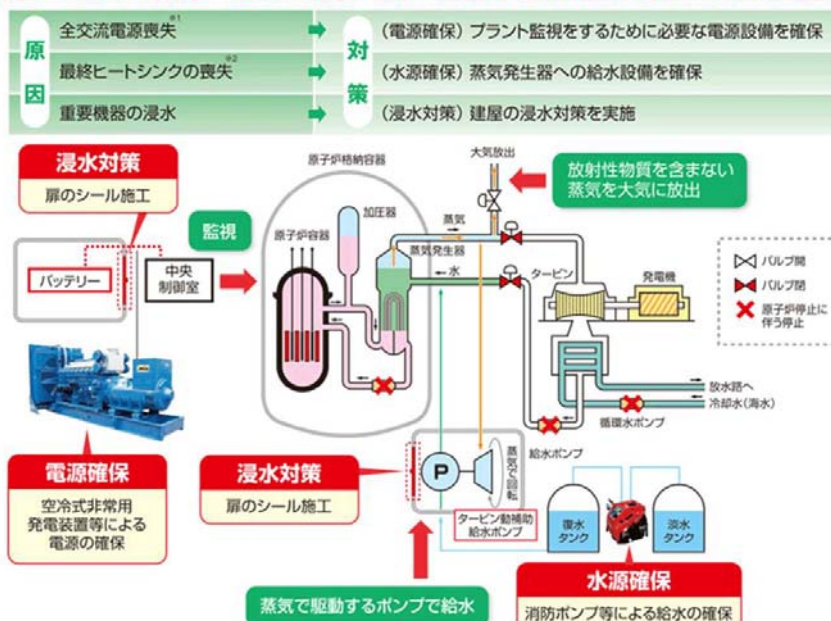 原因
全交流電源喪失※1
最終ヒートシンクの喪失※2
重要機器の浸水
対策
(電源確保) プラント監視をするために必要な電源設備を確保
(水源確保) 蒸気発生器への給水設備を確保
(浸水対策) 建屋の浸水対策を実施
浸水対策
扉のシール施工
監視
バッテリー
中央
制御室
原子炉格納容器
加圧器
原子炉容器
蒸気発生器
蒸気
水
大気放出
放射性物質を含まない
蒸気を大気に放出
タービン
発電機
バルブ開
バルブ閉
原子炉停止に
伴う停止
放水路へ
冷却水(海水)
循環水ポンプ
給水ポンプ
電源確保
空冷式非常用
発電装置等による
電源の確保
浸水対策
扉のシール施工
P
蒸気で回転
タービン動補助
給水ポンプ
復水
タンク
淡水
タンク
蒸気で駆動するポンプで給水
水源確保
消防ポンプ等による給水の確保